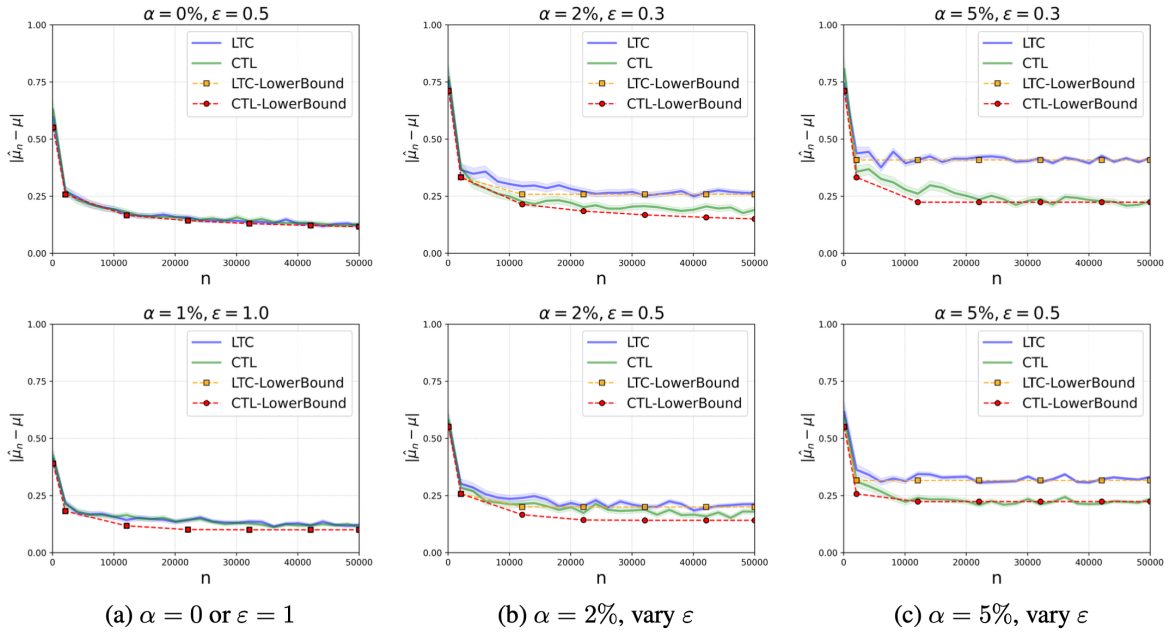 α = 0%, ε = 0.5
1.00
0.75
0.50
0.25
0.00
|μ̂ₙ − μ|
LTC
CTL
LTC-LowerBound
CTL-LowerBound
0 10000 20000 30000 40000 50000
n
α = 2%, ε = 0.3
1.00
0.75
0.50
0.25
0.00
|μ̂ₙ − μ|
LTC
CTL
LTC-LowerBound
CTL-LowerBound
0 10000 20000 30000 40000 50000
n
α = 5%, ε = 0.3
1.00
0.75
0.50
0.25
0.00
|μ̂ₙ − μ|
LTC
CTL
LTC-LowerBound
CTL-LowerBound
0 10000 20000 30000 40000 50000
n
α = 1%, ε = 1.0
1.00
0.75
0.50
0.25
0.00
|μ̂ₙ − μ|
LTC
CTL
LTC-LowerBound
CTL-LowerBound
0 10000 20000 30000 40000 50000
n
α = 2%, ε = 0.5
1.00
0.75
0.50
0.25
0.00
|μ̂ₙ − μ|
LTC
CTL
LTC-LowerBound
CTL-LowerBound
0 10000 20000 30000 40000 50000
n
α = 5%, ε = 0.5
1.00
0.75
0.50
0.25
0.00
|μ̂ₙ − μ|
LTC
CTL
LTC-LowerBound
CTL-LowerBound
0 10000 20000 30000 40000 50000
n
(a) α = 0 or ε = 1
(b) α = 2%, vary ε
(c) α = 5%, vary ε